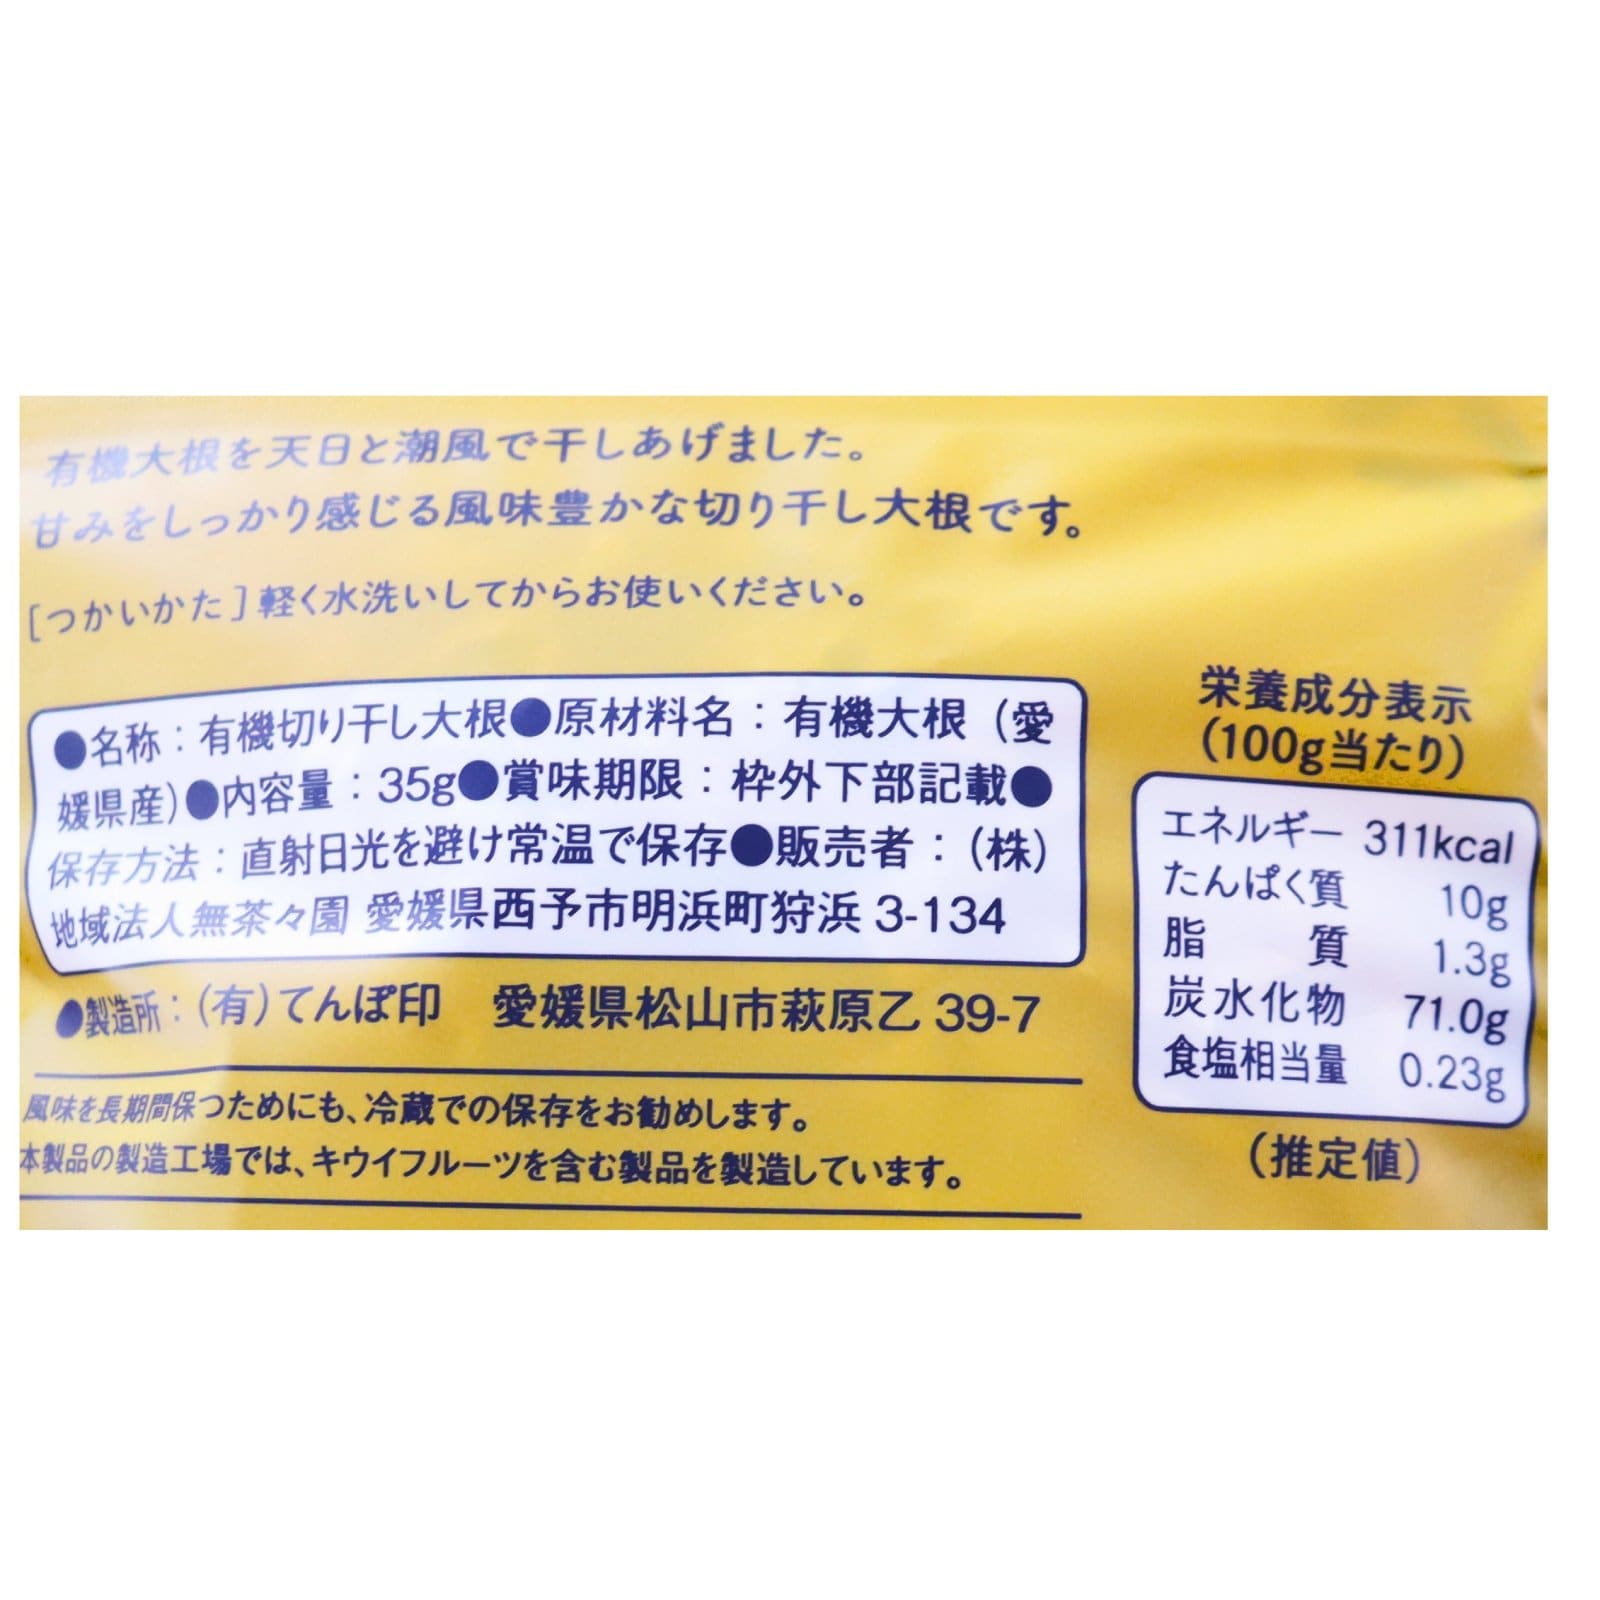 有機大根を天日と潮風で干しあげました。
甘みをしっかり感じる風味豊かな切り干し大根です。
[つかいかた]軽く水洗いしてからお使いください。
●名称：有機切り干し大根●原材料名：有機大根（愛
媛県産）●内容量：35g●賞味期限：枠外下部記載●
保存方法：直射日光を避け常温で保存●販売者：（株）
地域法人無茶々園 愛媛県西予市明浜町狩浜 3-134
●製造所：（有）てんぽ印　愛媛県松山市萩原乙 39-7
風味を長期間保つためにも、冷蔵での保存をお勧めします。
本製品の製造工場では、キウイフルーツを含む製品を製造しています。
栄養成分表示
(100g当たり)
エネルギー 311kcal
たんぱく質 10g
脂　　質 1.3g
炭水化物 71.0g
食塩相当量 0.23g
（推定値）